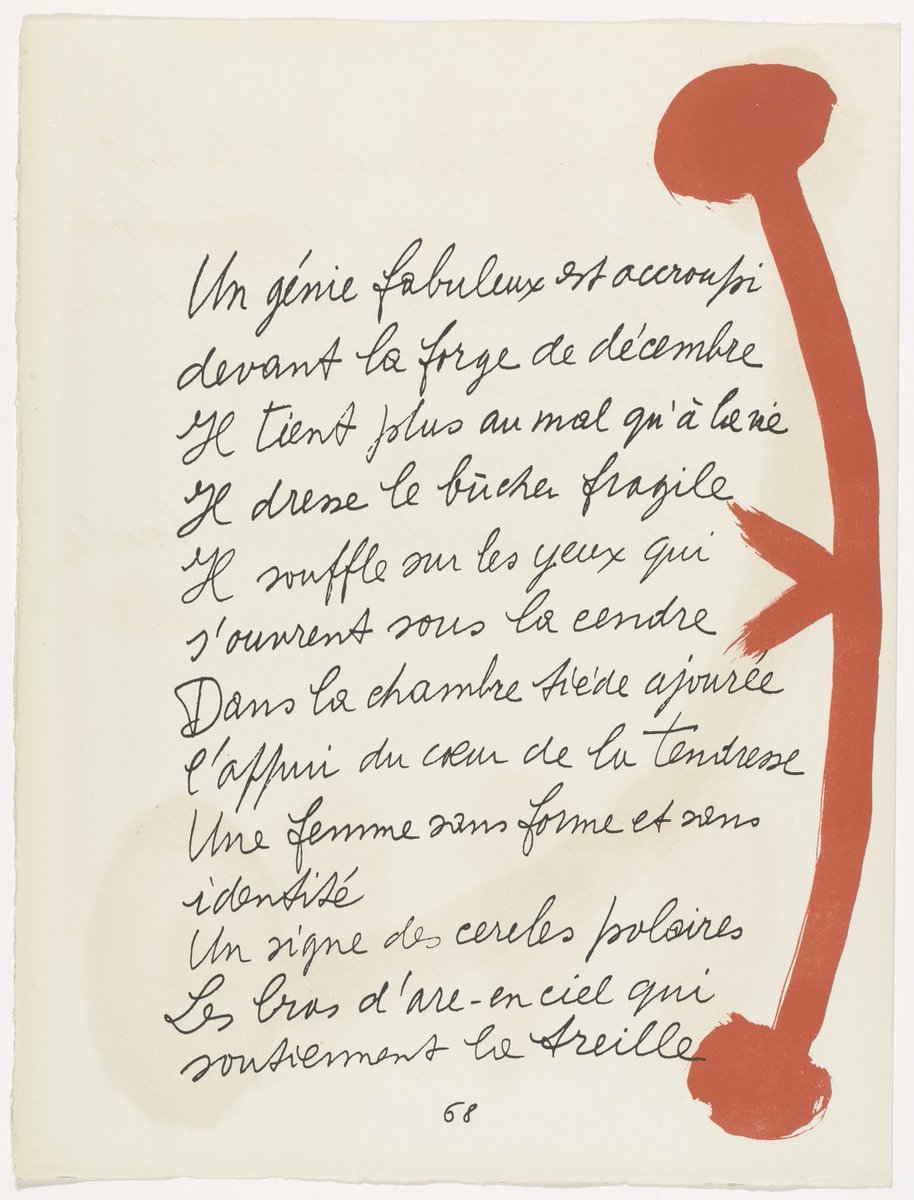 Un génie fabuleux est accroupi
devant la forge de décembre
Il tient plus au mal qu'à la vie
Il dresse le bûcher fragile
Il souffle sur les yeux qui
s'ouvrent sous la cendre
Dans la chambre tiède ajourée
l'appui du cœur de la tendresse
Une femme sans forme et sans
identité
Un signe des cercles polaires
Les bras d'arc-en ciel qui
soutiennent la treille
68